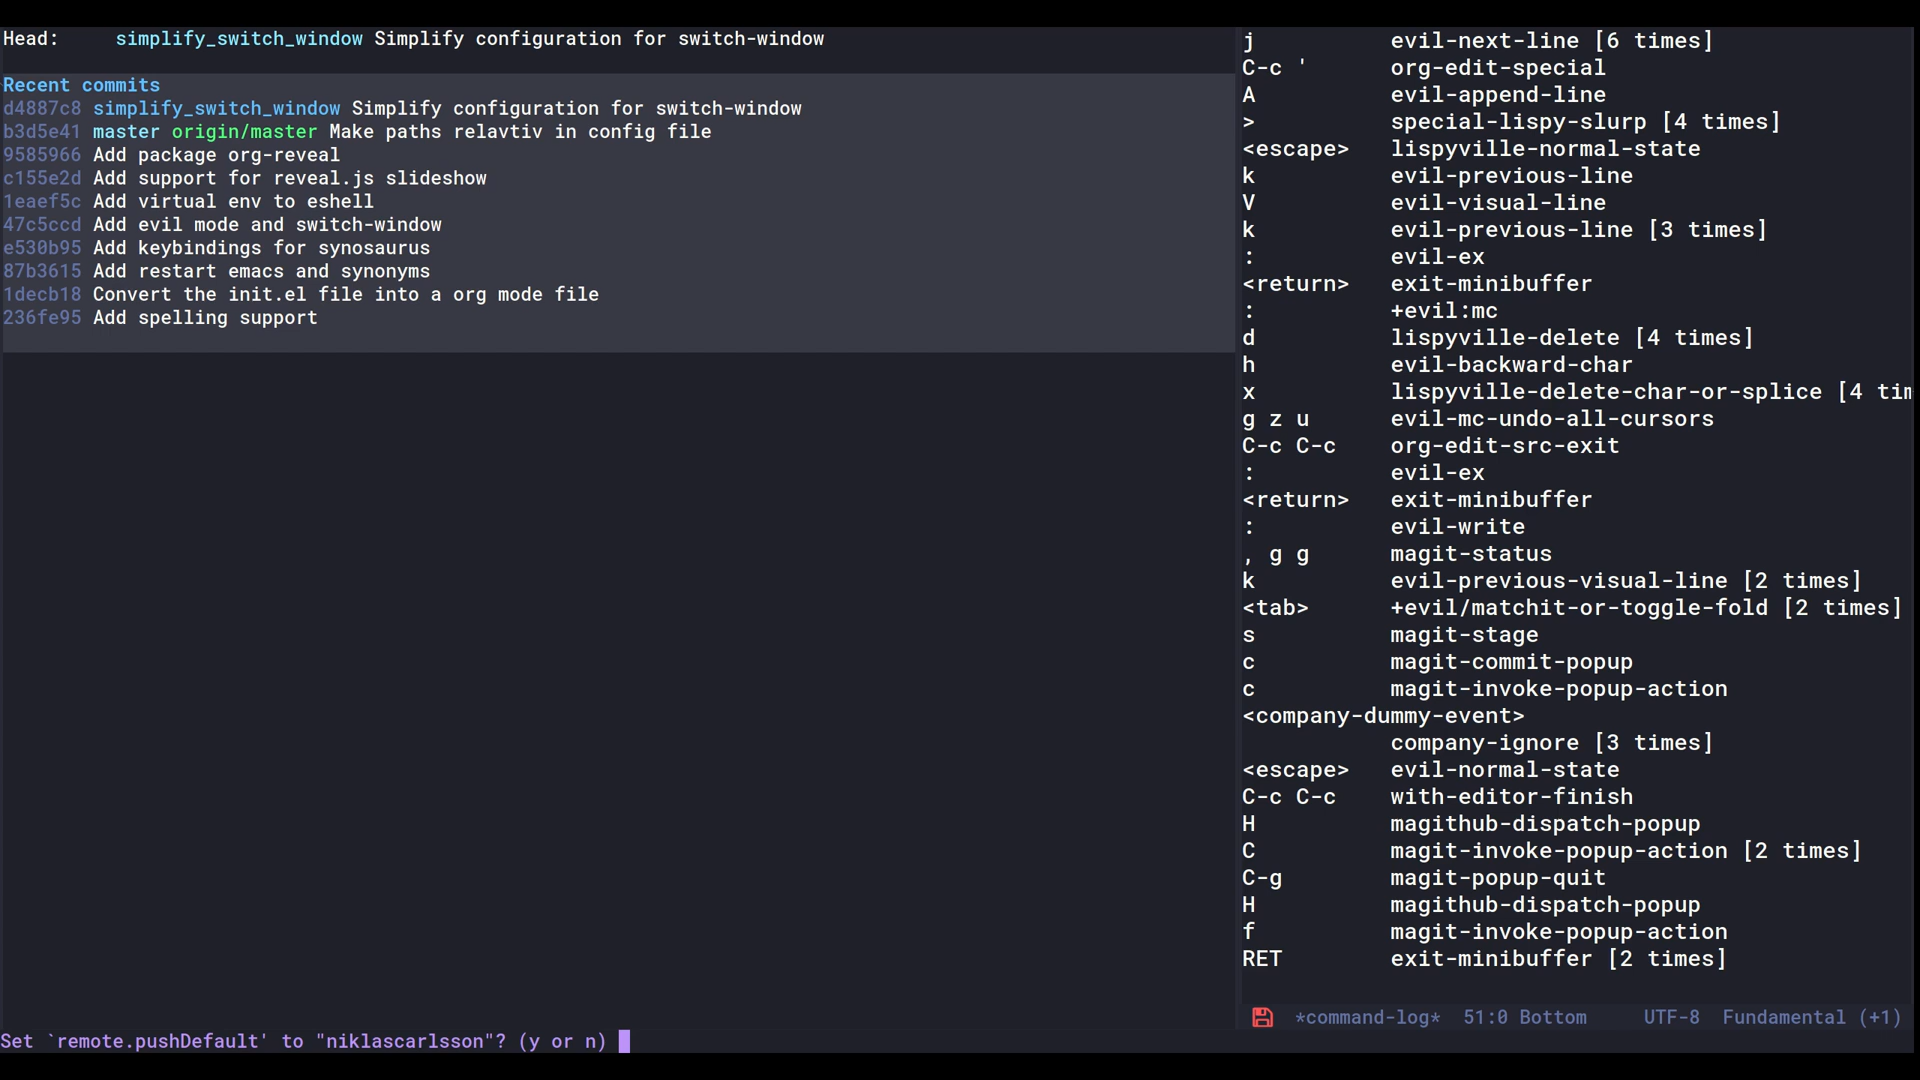 Head:     simplify_switch_window Simplify configuration for switch-window
Recent commits
d4887c8 simplify_switch_window Simplify configuration for switch-window
b3d5e41 master origin/master Make paths relavtiv in config file
9585966 Add package org-reveal
c155e2d Add support for reveal.js slideshow
1eaef5c Add virtual env to eshell
47c5ccd Add evil mode and switch-window
e530b95 Add keybindings for synosaurus
87b3615 Add restart emacs and synonyms
1decb18 Convert the init.el file into a org mode file
236fe95 Add spelling support
Set `remote.pushDefault' to "niklascarlsson"? (y or n)
j         evil-next-line [6 times]
C-c '     org-edit-special
A         evil-append-line
>         special-lispy-slurp [4 times]
<escape>  lispyville-normal-state
k         evil-previous-line
V         evil-visual-line
k         evil-previous-line [3 times]
:         evil-ex
<return>  exit-minibuffer
:         +evil:mc
d         lispyville-delete [4 times]
h         evil-backward-char
x         lispyville-delete-char-or-splice [4 tim
g z u     evil-mc-undo-all-cursors
C-c C-c   org-edit-src-exit
:         evil-ex
<return>  exit-minibuffer
:         evil-write
, g g     magit-status
k         evil-previous-visual-line [2 times]
<tab>     +evil/matchit-or-toggle-fold [2 times]
s         magit-stage
c         magit-commit-popup
c         magit-invoke-popup-action
<company-dummy-event>
          company-ignore [3 times]
<escape>  evil-normal-state
C-c C-c   with-editor-finish
H         magithub-dispatch-popup
C         magit-invoke-popup-action [2 times]
C-g       magit-popup-quit
H         magithub-dispatch-popup
f         magit-invoke-popup-action
RET       exit-minibuffer [2 times]
*command-log*  51:0 Bottom     UTF-8  Fundamental (+1)